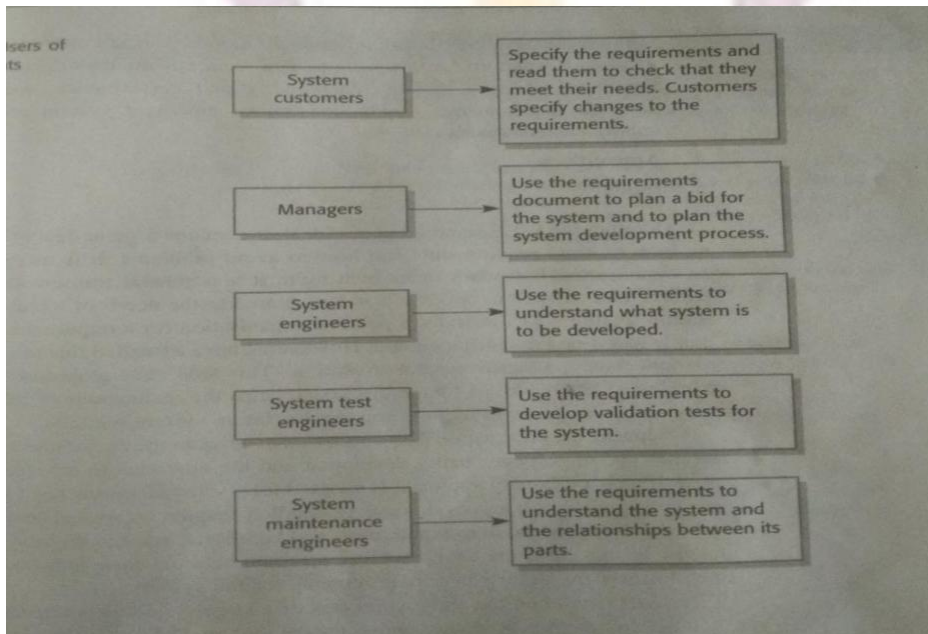 sers of
ts
System
customers
Specify the requirements and
read them to check that they
meet their needs. Customers
specify changes to the
requirements.
Managers
Use the requirements
document to plan a bid for
the system and to plan the
system development process.
System
engineers
Use the requirements to
understand what system is
to be developed.
System test
engineers
Use the requirements to
develop validation tests for
the system.
System
maintenance
engineers
Use the requirements to
understand the system and
the relationships between its
parts.